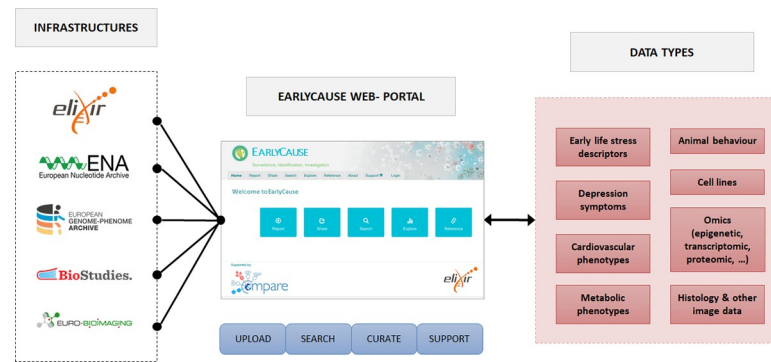 INFRASTRUCTURES
elixir
ENA
European Nucleotide Archive
EUROPEAN
GENOME-PHENOME
ARCHIVE
BioStudies.
EURO-BIOIMAGING
EARLYCAUSE WEB- PORTAL
EARLYCAUSE
Surveillance, Identification, Investigation
Home Report Share Search Explore Reference About Support Login
Welcome to EarlyCause
Report
Share
Search
Explore
Reference
Supported by:
elixir
UPLOAD
SEARCH
CURATE
SUPPORT
DATA TYPES
Early life stress
descriptors
Depression
symptoms
Cardiovascular
phenotypes
Metabolic
phenotypes
Animal behaviour
Cell lines
Omics
(epigenetic,
transcriptomic,
proteomic, ...)
Histology & other
image data